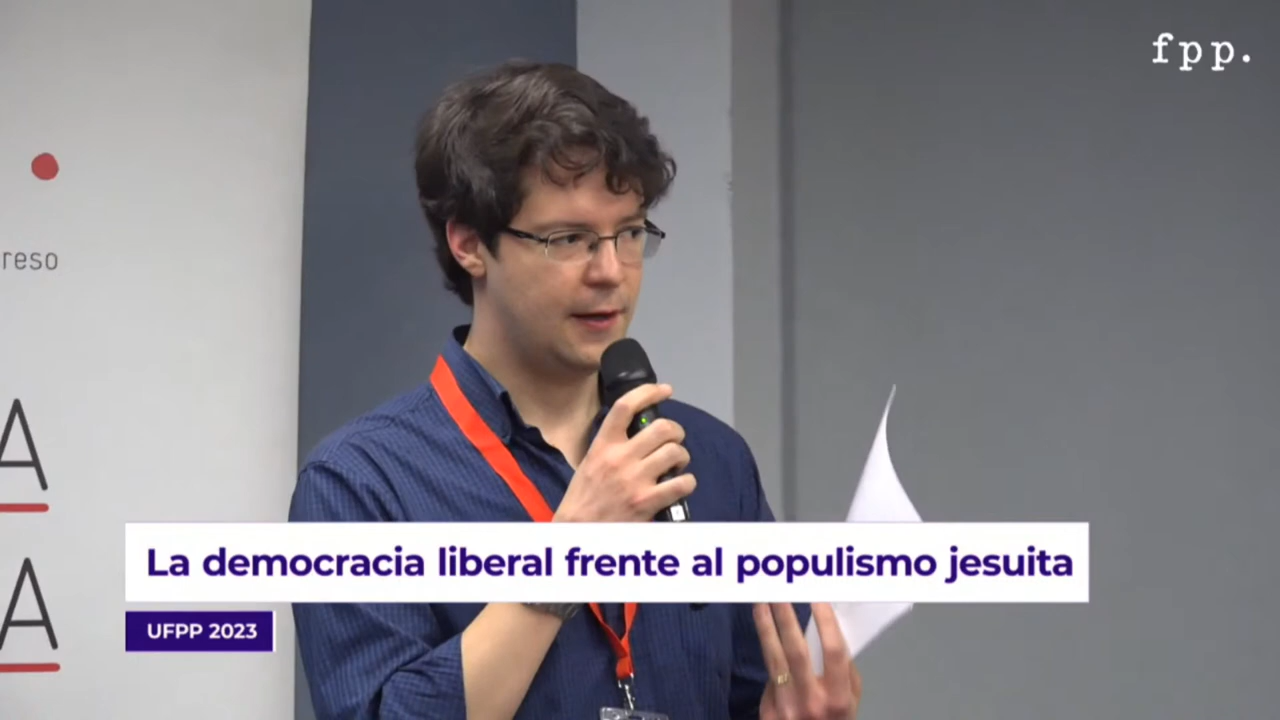 fpp.
reso
A
A
La democracia liberal frente al populismo jesuita
UFPP 2023